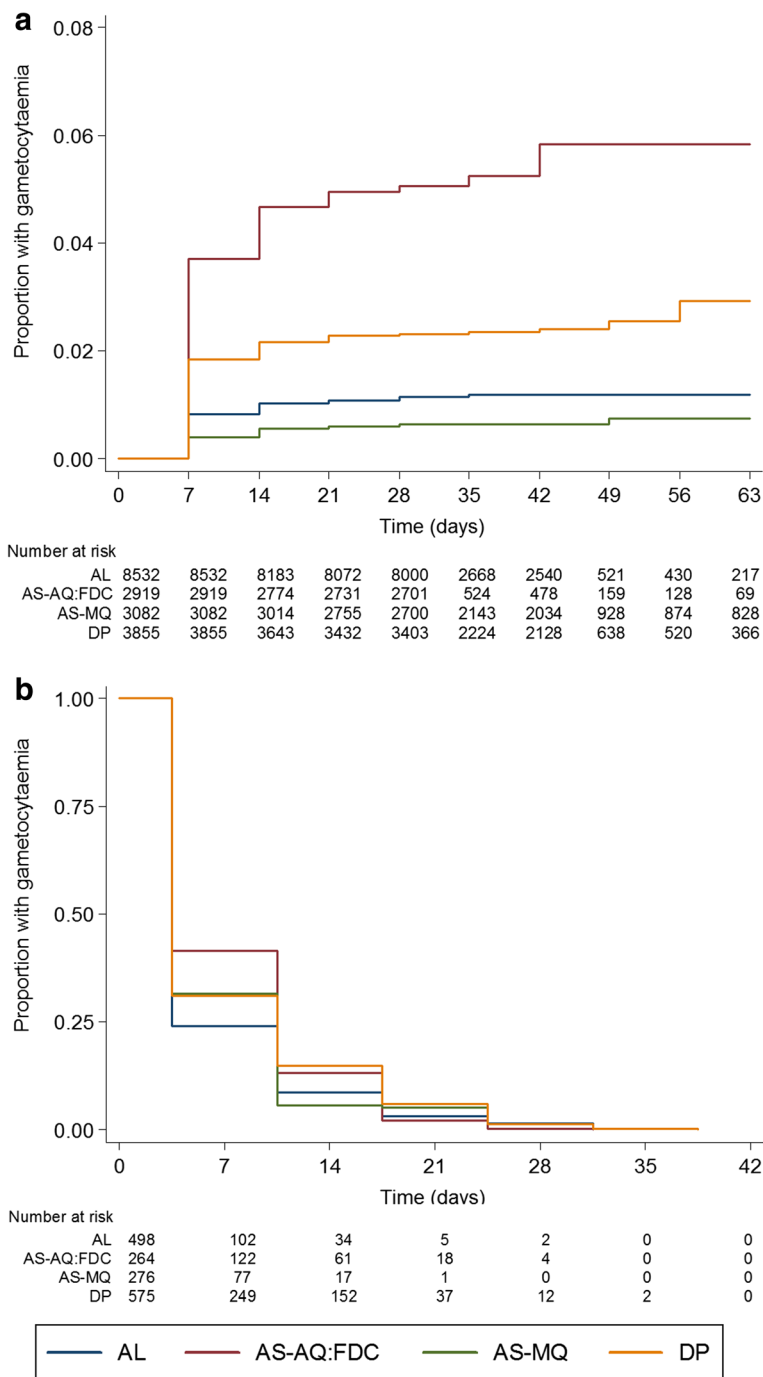 a
Proportion with gametocytaemia
0.08
0.06
0.04
0.02
0.00
0 7 14 21 28 35 42 49 56 63
Time (days)
Number at risk
AL 8532 8532 8183 8072 8000 2668 2540 521 430 217
AS-AQ:FDC 2919 2919 2774 2731 2701 524 478 159 128 69
AS-MQ 3082 3082 3014 2755 2700 2143 2034 928 874 828
DP 3855 3855 3643 3432 3403 2224 2128 638 520 366
b
Proportion with gametocytaemia
1.00
0.75
0.50
0.25
0.00
0 7 14 21 28 35 42
Time (days)
Number at risk
AL 498 102 34 5 2 0 0
AS-AQ:FDC 264 122 61 18 4 0 0
AS-MQ 276 77 17 1 0 0 0
DP 575 249 152 37 12 2 0
AL AS-AQ:FDC AS-MQ DP